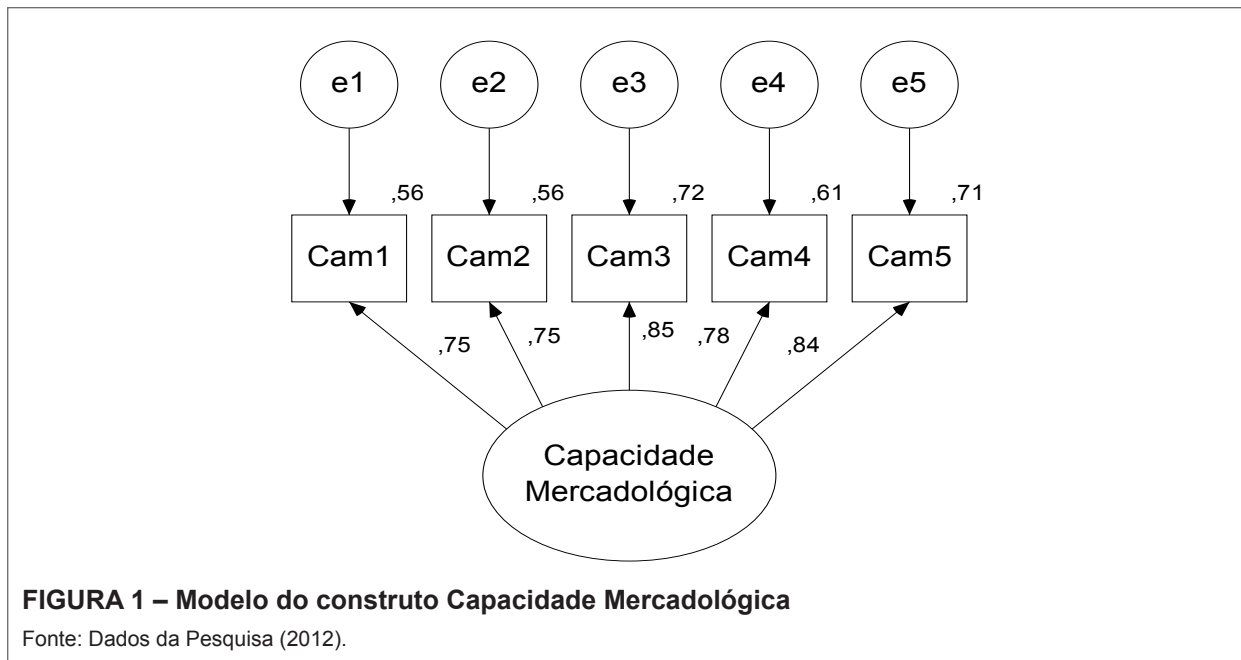 e1 e2 e3 e4 e5
,56 ,56 ,72 ,61 ,71
Cam1 Cam2 Cam3 Cam4 Cam5
,75 ,75 ,85 ,78 ,84
Capacidade
Mercadológica
FIGURA 1 – Modelo do construto Capacidade Mercadológica
Fonte: Dados da Pesquisa (2012).